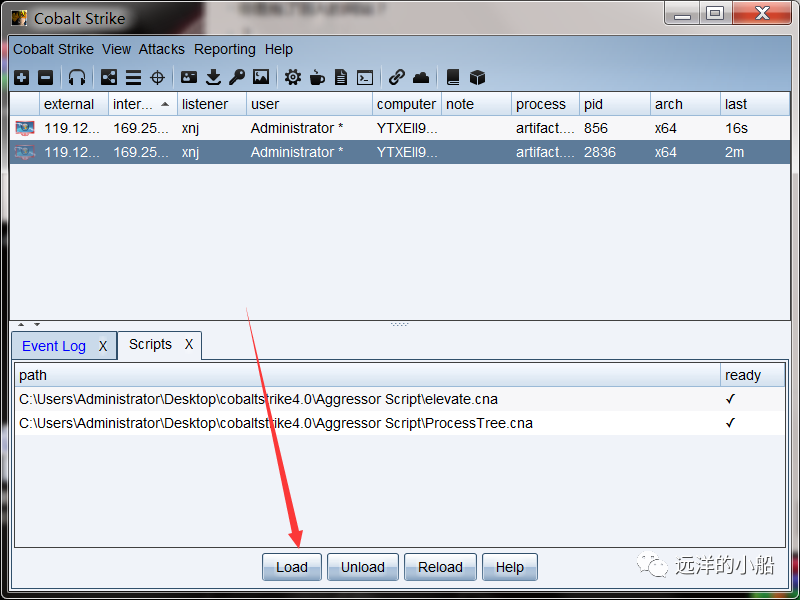 Cobalt Strike
Cobalt Strike View Attacks Reporting Help
external inter... listener user computer note process pid arch last
119.12... 169.25... xnj Administrator * YTXEll9... artifact.... 856 x64 16s
119.12... 169.25... xnj Administrator * YTXEll9... artifact.... 2836 x64 2m
Event Log X Scripts X
path ready
C:\Users\Administrator\Desktop\cobaltstrike4.0\Aggressor Script\elevate.cna ✓
C:\Users\Administrator\Desktop\cobaltstrike4.0\Aggressor Script\ProcessTree.cna ✓
Load Unload Reload Help
远洋的小船